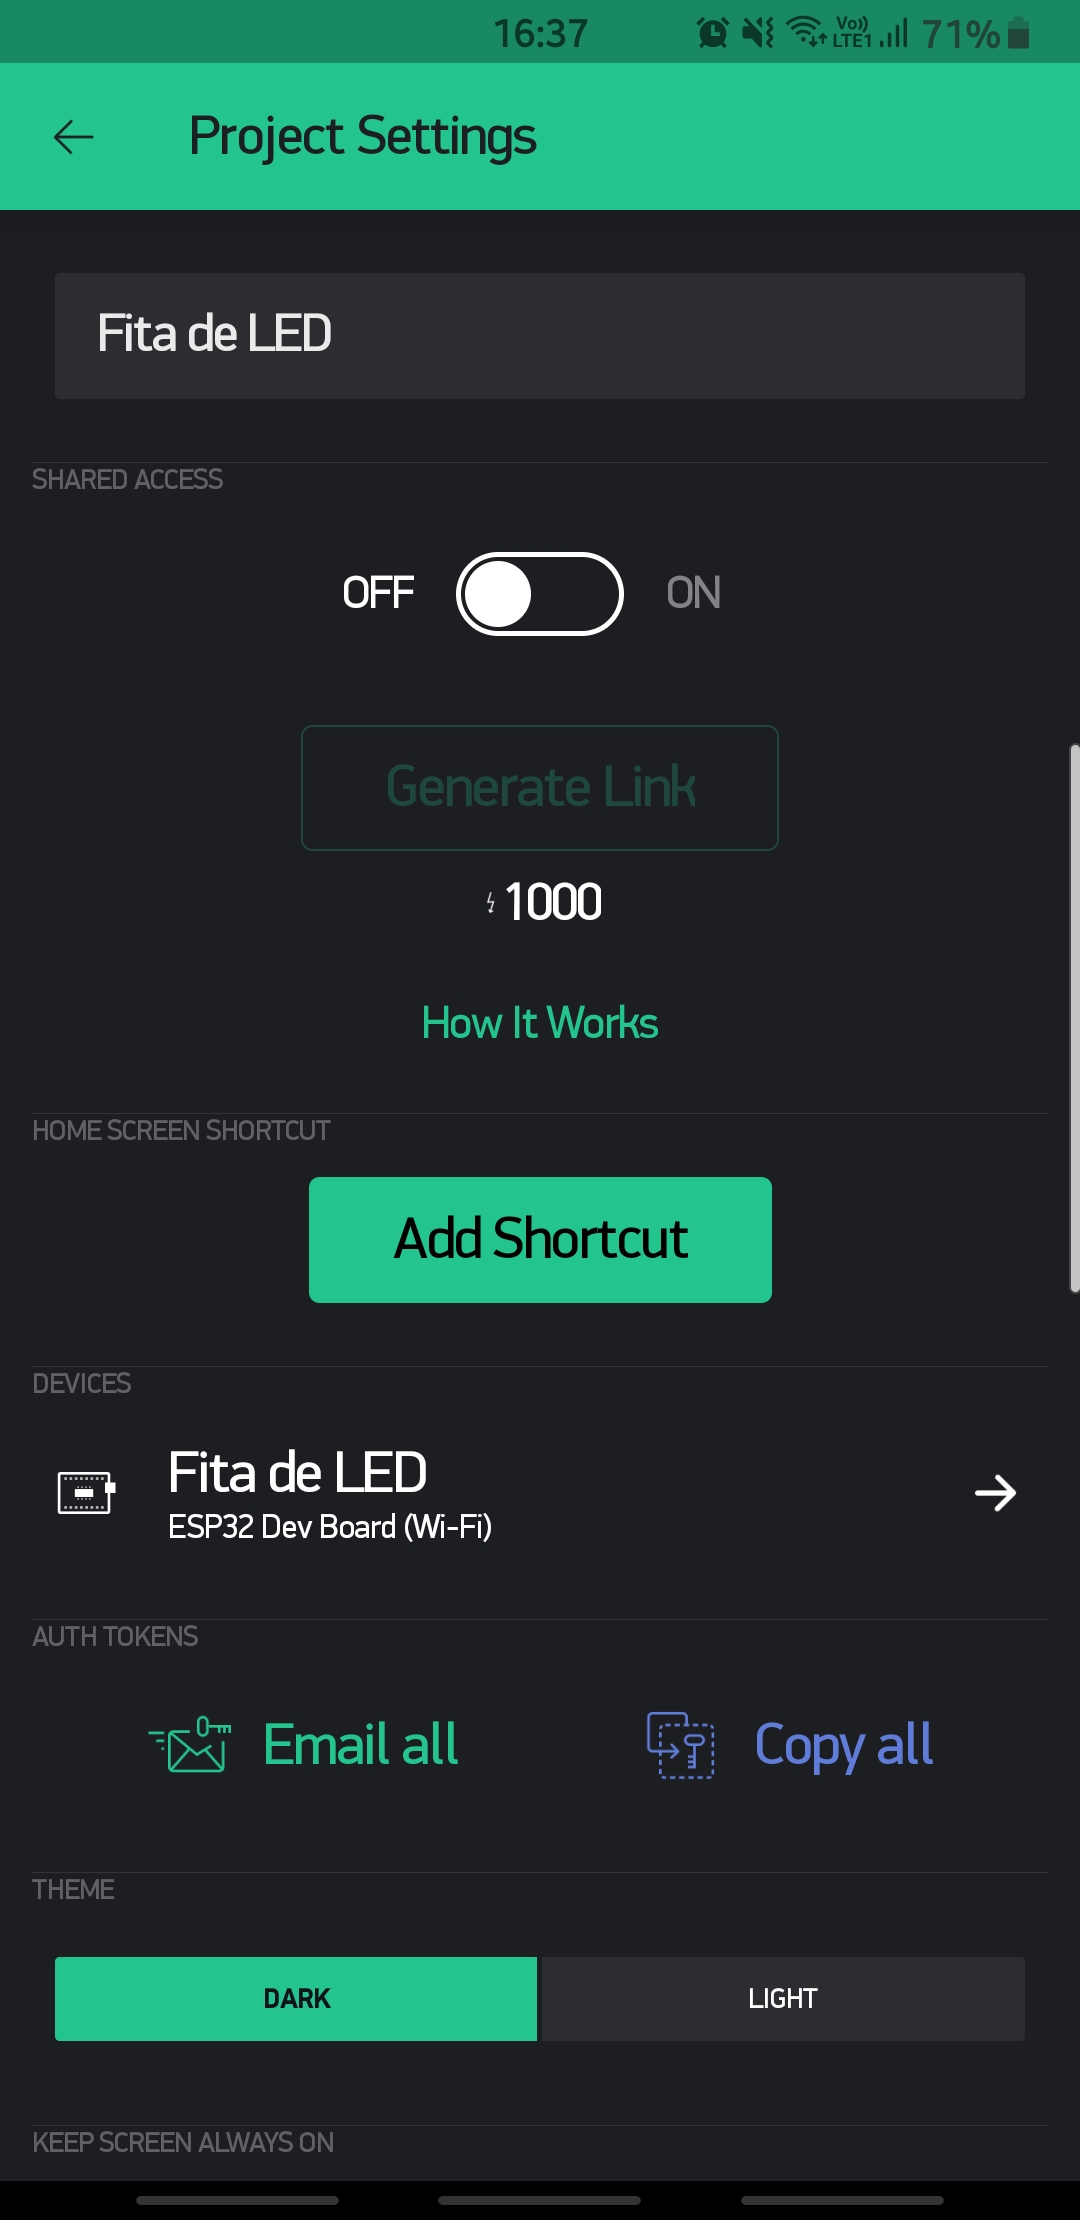 16:37
Vo)) LTE1 71%
Project Settings
Fita de LED
SHARED ACCESS
OFF ON
Generate Link
1000
How It Works
HOME SCREEN SHORTCUT
Add Shortcut
DEVICES
Fita de LED
ESP32 Dev Board (Wi-Fi)
AUTH TOKENS
Email all Copy all
THEME
DARK LIGHT
KEEP SCREEN ALWAYS ON